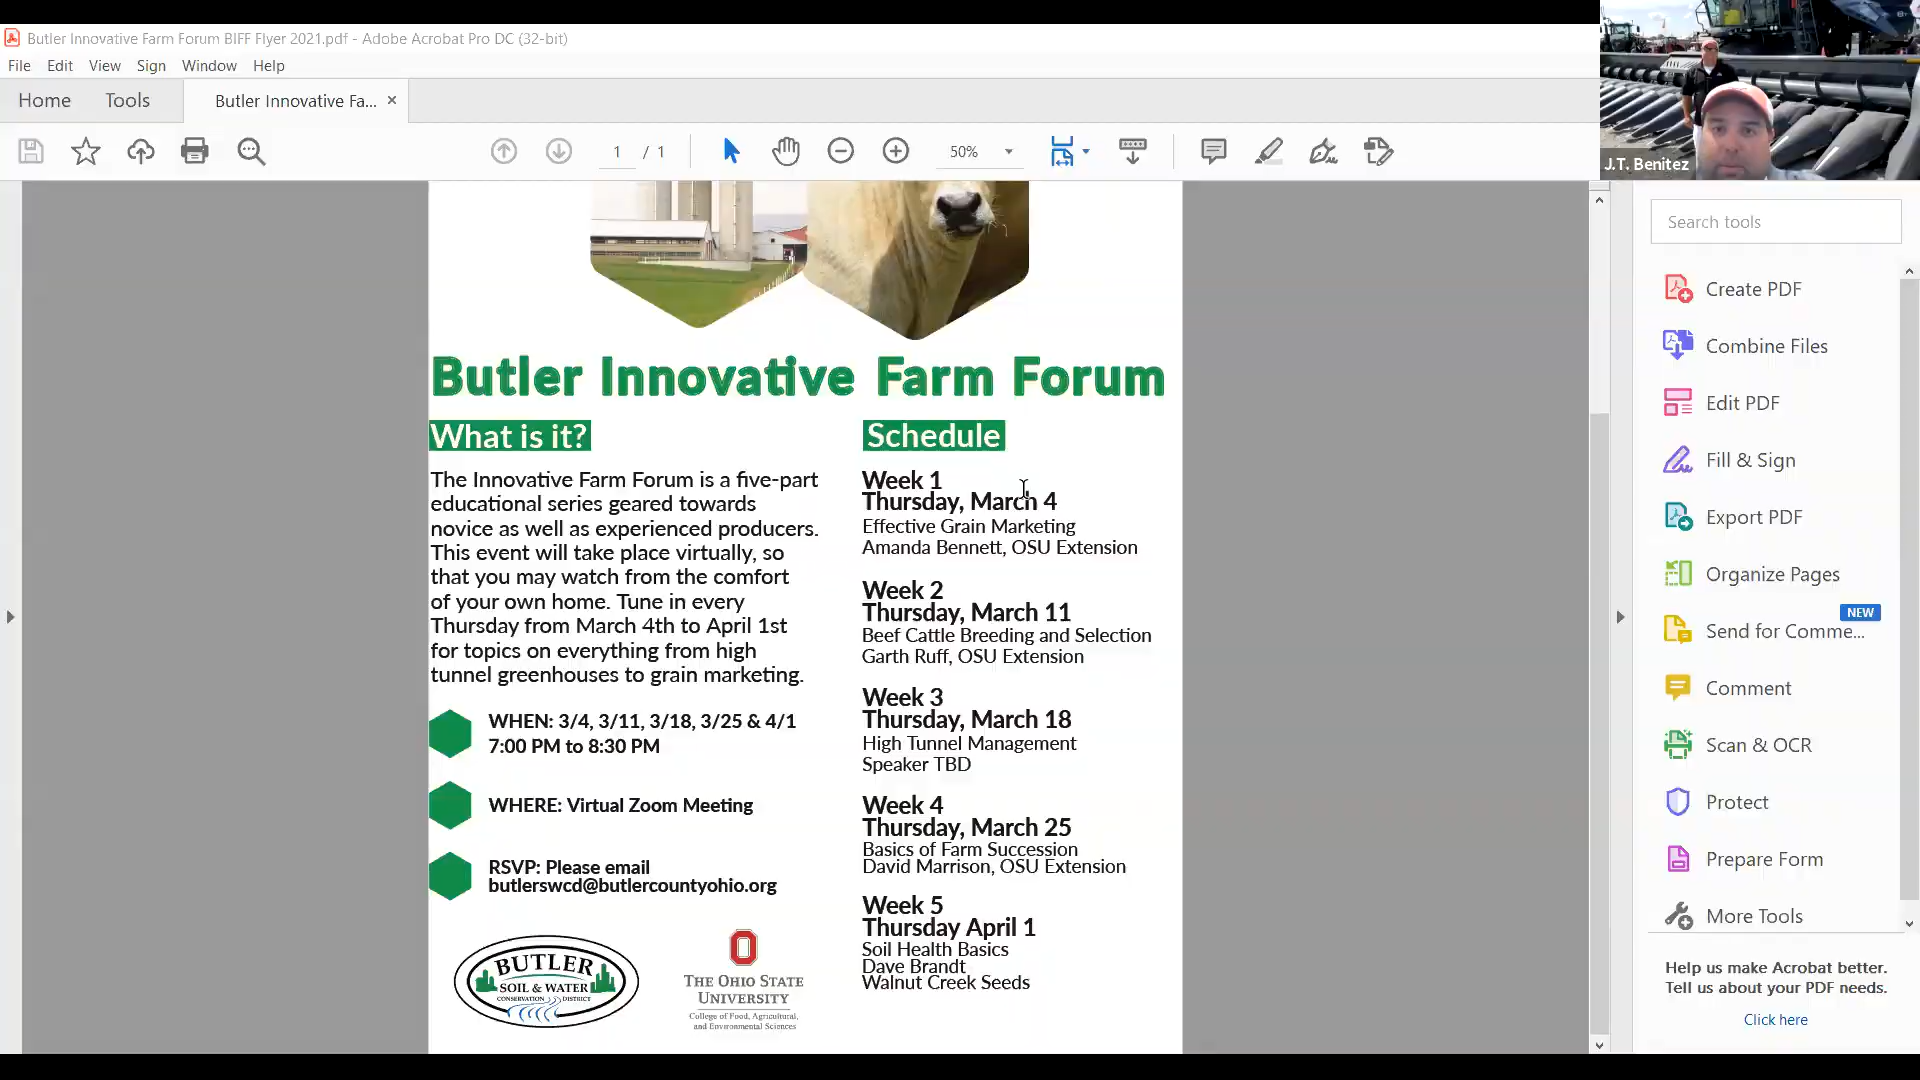 Butler Innovative Farm Forum BIFF Flyer 2021.pdf - Adobe Acrobat Pro DC (32-bit)
File Edit View Sign Window Help
Home Tools Butler Innovative Fa... ×
1 / 1 50%
J.T. Benitez
Butler Innovative Farm Forum
What is it?
The Innovative Farm Forum is a five-part
educational series geared towards
novice as well as experienced producers.
This event will take place virtually, so
that you may watch from the comfort
of your own home. Tune in every
Thursday from March 4th to April 1st
for topics on everything from high
tunnel greenhouses to grain marketing.
WHEN: 3/4, 3/11, 3/18, 3/25 & 4/1
7:00 PM to 8:30 PM
WHERE: Virtual Zoom Meeting
RSVP: Please email
butlerswcd@butlercountyohio.org
BUTLER
SOIL & WATER
CONSERVATION DISTRICT
THE OHIO STATE
UNIVERSITY
College of Food, Agricultural,
and Environmental Sciences
Schedule
Week 1
Thursday, March 4
Effective Grain Marketing
Amanda Bennett, OSU Extension
Week 2
Thursday, March 11
Beef Cattle Breeding and Selection
Garth Ruff, OSU Extension
Week 3
Thursday, March 18
High Tunnel Management
Speaker TBD
Week 4
Thursday, March 25
Basics of Farm Succession
David Marrison, OSU Extension
Week 5
Thursday April 1
Soil Health Basics
Dave Brandt
Walnut Creek Seeds
Search tools
Create PDF
Combine Files
Edit PDF
Fill & Sign
Export PDF
Organize Pages
NEW
Send for Comme...
Comment
Scan & OCR
Protect
Prepare Form
More Tools
Help us make Acrobat better.
Tell us about your PDF needs.
Click here